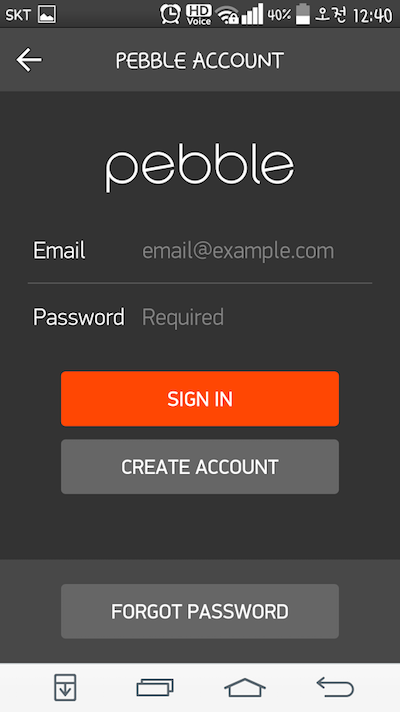 SKT HD Voice 40% 오전 12:40
PEBBLE ACCOUNT
pebble
Email email@example.com
Password Required
SIGN IN
CREATE ACCOUNT
FORGOT PASSWORD